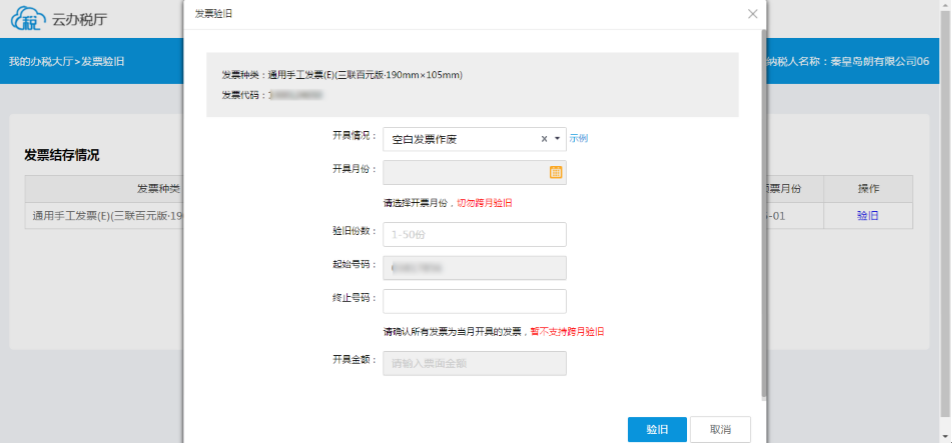 云办税厅
我的办税大厅>发票验旧
纳税人名称：秦皇岛朗有限公司06
发票结存情况
发票种类
票月份
操作
通用手工发票(E)(三联百元版·190
-01
验旧
发票验旧
发票种类：通用手工发票(E)(三联百元版·190mm×105mm)
发票代码：
开具情况：
空白发票作废
x
示例
开具月份：
请选择开票月份，切勿跨月验旧
验旧份数：
1-50份
起始号码：
终止号码：
请确认所有发票为当月开具的发票，暂不支持跨月验旧
开具金额：
请输入票面金额
验旧
取消